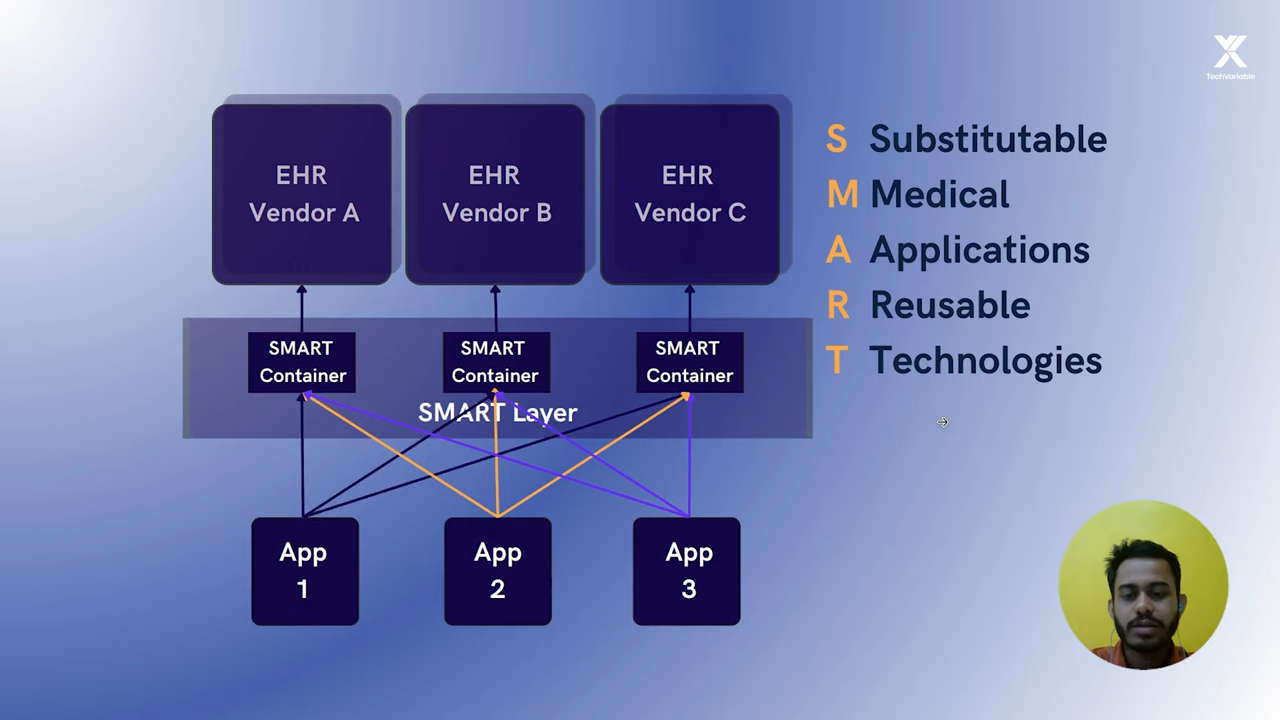 TechVariable
EHR
Vendor A
EHR
Vendor B
EHR
Vendor C
S Substitutable
M Medical
A Applications
R Reusable
T Technologies
SMART
Container
SMART
Container
SMART
Container
SMART Layer
App
1
App
2
App
3